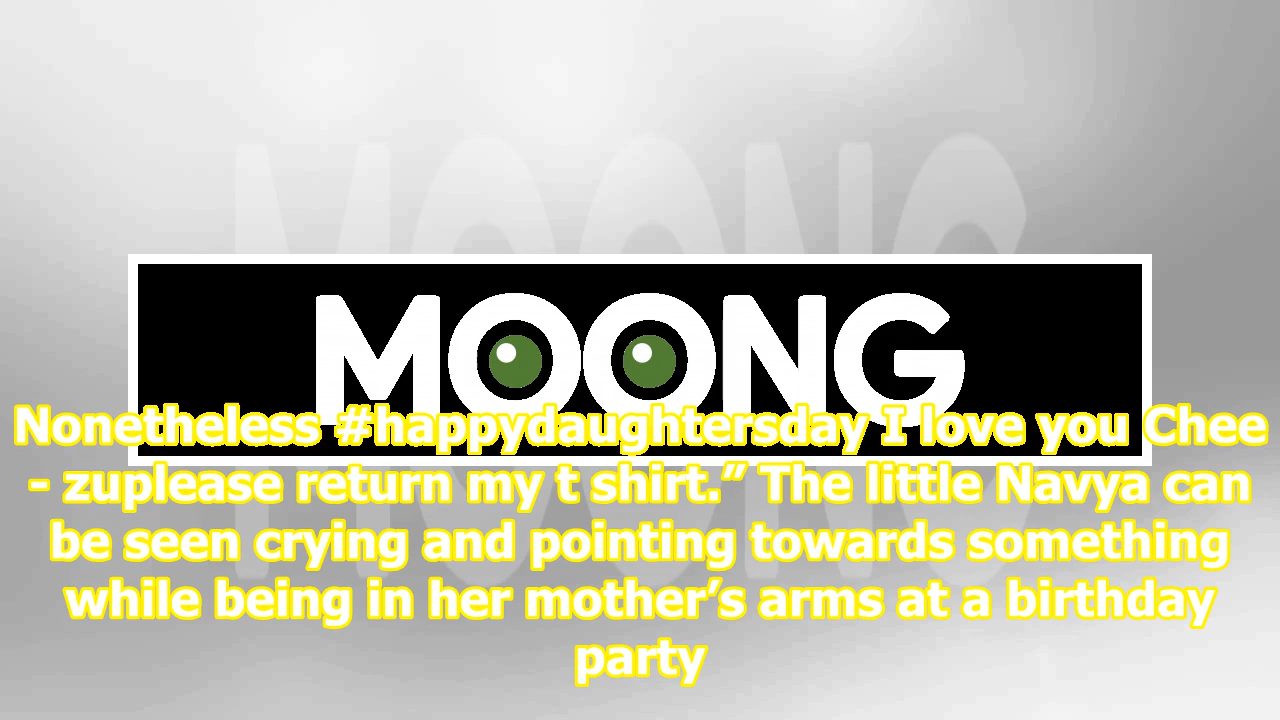 MOONG
Nonetheless #happydaughtersday I love you Chee
- zuplease return my t shirt.” The little Navya can
be seen crying and pointing towards something
while being in her mother’s arms at a birthday
party